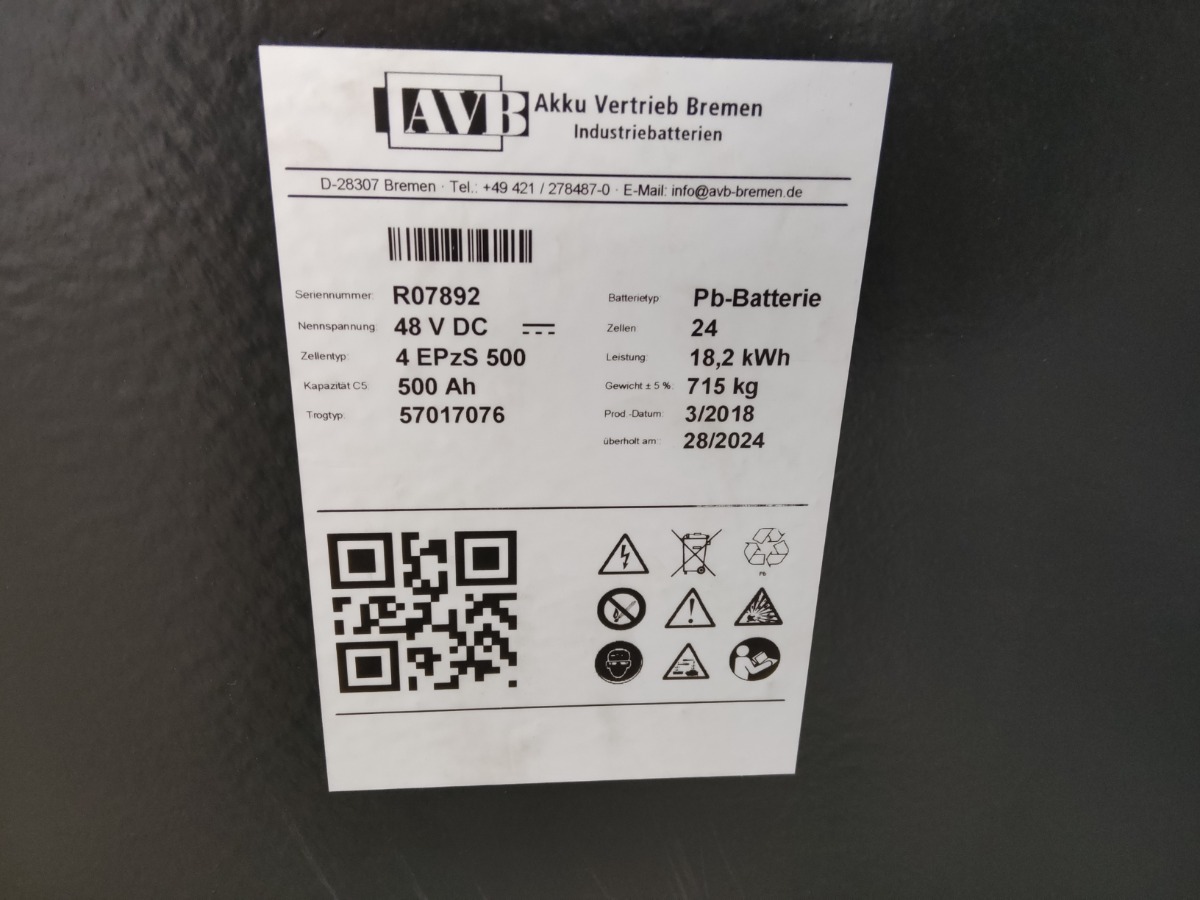 AVB Akku Vertrieb Bremen
Industriebatterien
D-28307 Bremen · Tel.: +49 421 / 278487-0 · E-Mail: info@avb-bremen.de
Seriennummer: R07892 Batterietyp Pb-Batterie
Nennspannung: 48 V DC Zellen 24
Zellentyp: 4 EPzS 500 Leistung: 18,2 kWh
Kapazität C5: 500 Ah Gewicht ± 5 %: 715 kg
Trogtyp: 57017076 Prod.-Datum: 3/2018
überholt am: 28/2024
Pb